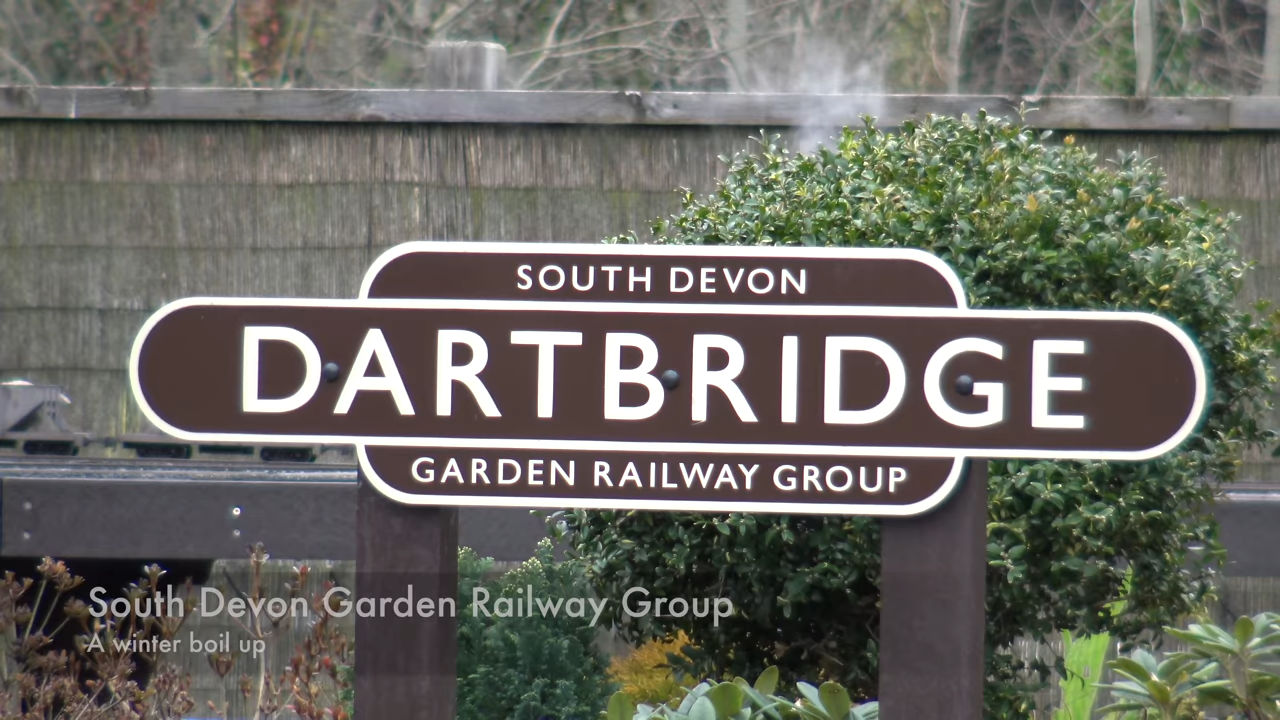 SOUTH DEVON
DARTBRIDGE
GARDEN RAILWAY GROUP
South Devon Garden Railway Group
A winter boil up